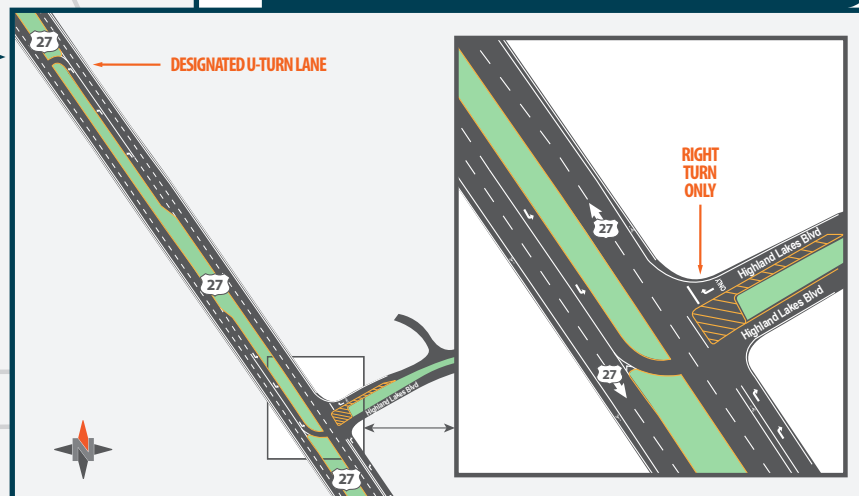 27
DESIGNATED U-TURN LANE
27
Highland Lakes Blvd
27
N
RIGHT
TURN
ONLY
27
Highland Lakes Blvd
ONLY
Highland Lakes Blvd
27